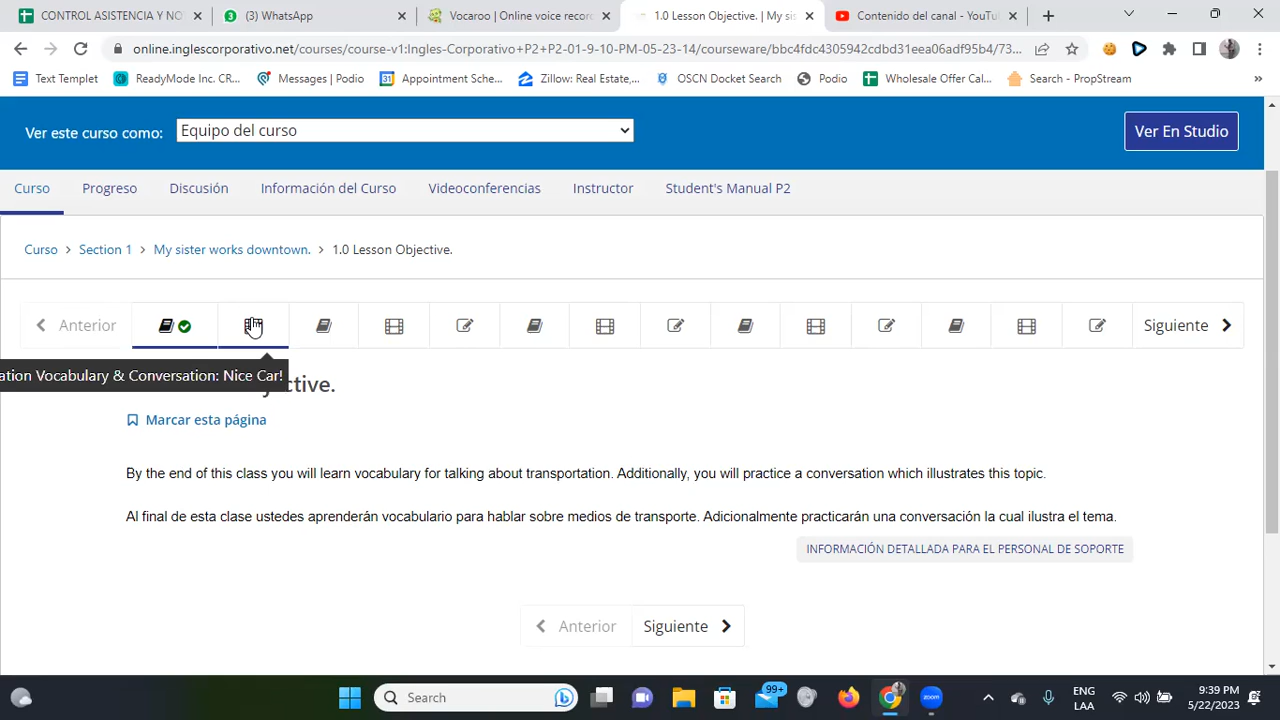 CONTROL ASISTENCIA Y NO
(3) WhatsApp
Vocaroo | Online voice recor
1.0 Lesson Objective. | My sis
Contenido del canal - YouTu
online.inglescorporativo.net/courses/course-v1:Ingles-Corporativo+P2+P2-01-9-10-PM-05-23-14/courseware/bbc4fdc4305942cdbd31eea06adf95b4/73...
Text Templet
ReadyMode Inc. CR...
Messages | Podio
31 Appointment Sche...
Zillow: Real Estate,...
OSCN Docket Search
Podio
Wholesale Offer Cal...
Search - PropStream
»
Ver este curso como:
Equipo del curso
Ver En Studio
Curso
Progreso
Discusión
Información del Curso
Videoconferencias
Instructor
Student's Manual P2
Curso > Section 1 > My sister works downtown. > 1.0 Lesson Objective.
Anterior
Siguiente
ation Vocabulary & Conversation: Nice Car!
jective.
Marcar esta página
By the end of this class you will learn vocabulary for talking about transportation. Additionally, you will practice a conversation which illustrates this topic.
Al final de esta clase ustedes aprenderán vocabulario para hablar sobre medios de transporte. Adicionalmente practicarán una conversación la cual ilustra el tema.
INFORMACIÓN DETALLADA PARA EL PERSONAL DE SOPORTE
Anterior
Siguiente
Search
99+
ENG
LAA
9:39 PM
5/22/2023